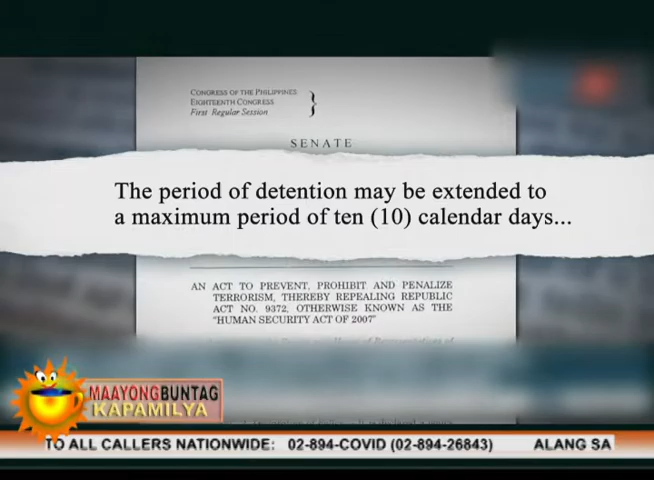 CONGRESS OF THE PHILIPPINES
EIGHTEENTH CONGRESS
First Regular Session
}
SENATE
The period of detention may be extended to
a maximum period of ten (10) calendar days...
AN ACT TO PREVENT, PROHIBIT AND PENALIZE
TERRORISM, THEREBY REPEALING REPUBLIC
ACT NO. 9372, OTHERWISE KNOWN AS THE
"HUMAN SECURITY ACT OF 2007"
MAAYONG BUNTAG
KAPAMILYA
TO ALL CALLERS NATIONWIDE: 02-894-COVID (02-894-26843) ALANG SA